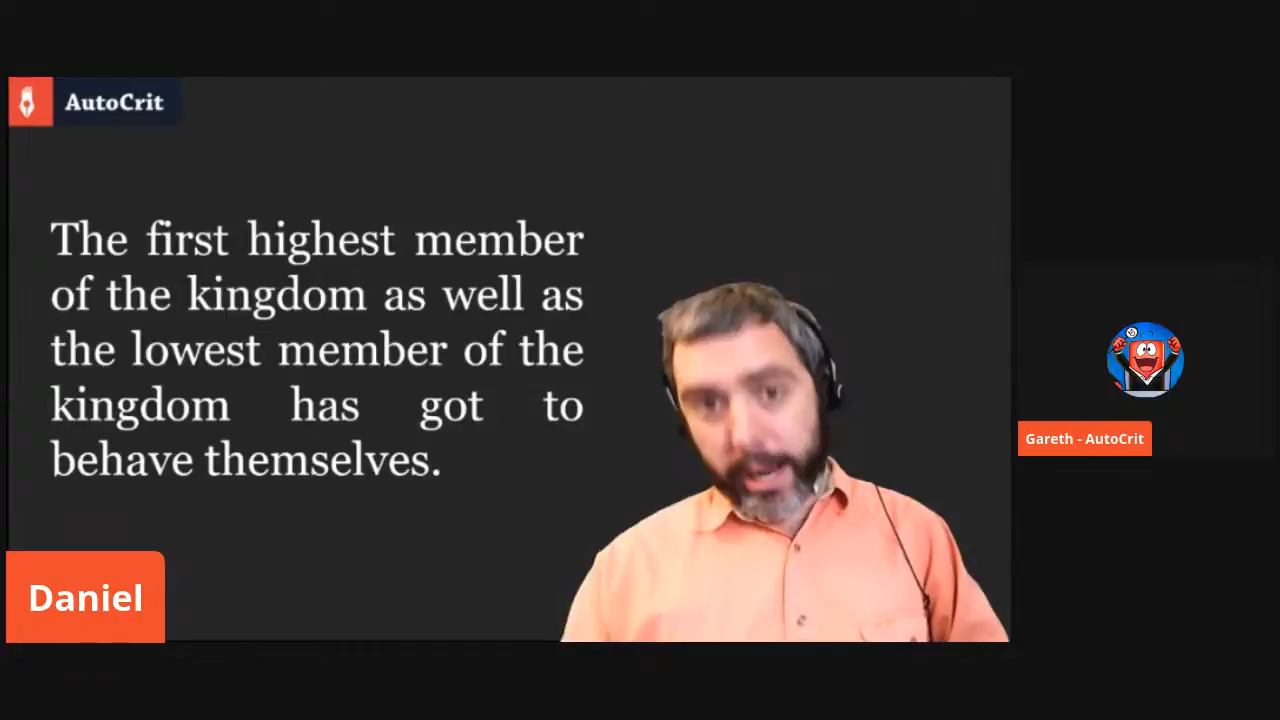 AutoCrit
The first highest member
of the kingdom as well as
the lowest member of the
kingdom has got to
behave themselves.
Daniel
Gareth - AutoCrit